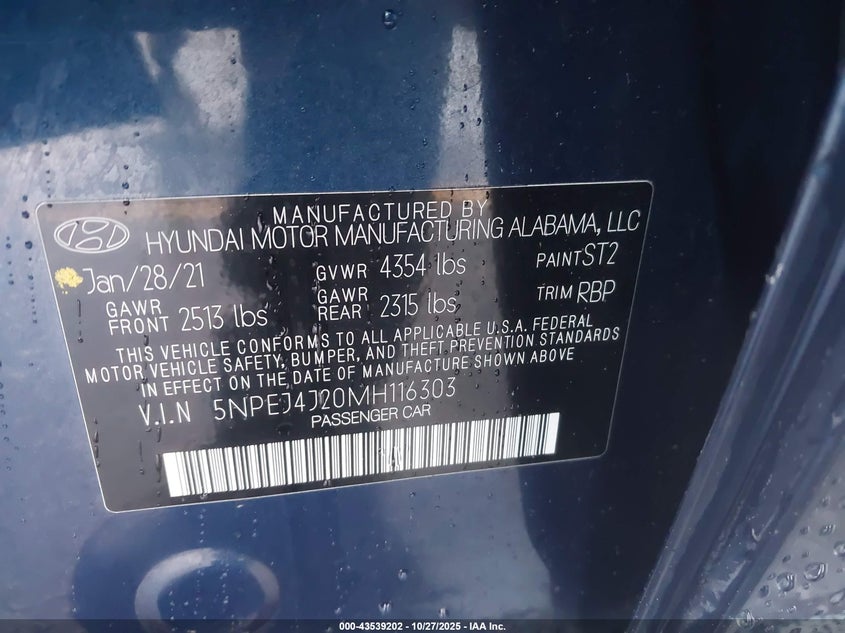 MANUFACTURED BY
HYUNDAI MOTOR MANUFACTURING ALABAMA, LLC
Jan/28/21 GVWR 4354 lbs PAINT ST2
GAWR FRONT 2513 lbs GAWR REAR 2315 lbs TRIM RBP
THIS VEHICLE CONFORMS TO ALL APPLICABLE U.S.A. FEDERAL
MOTOR VEHICLE SAFETY, BUMPER, AND THEFT PREVENTION STANDARDS
IN EFFECT ON THE DATE OF MANUFACTURE SHOWN ABOVE
V.I.N 5NPEJ4J20MH116303
PASSENGER CAR
000-43539202 - 10/27/2025 - IAA Inc.